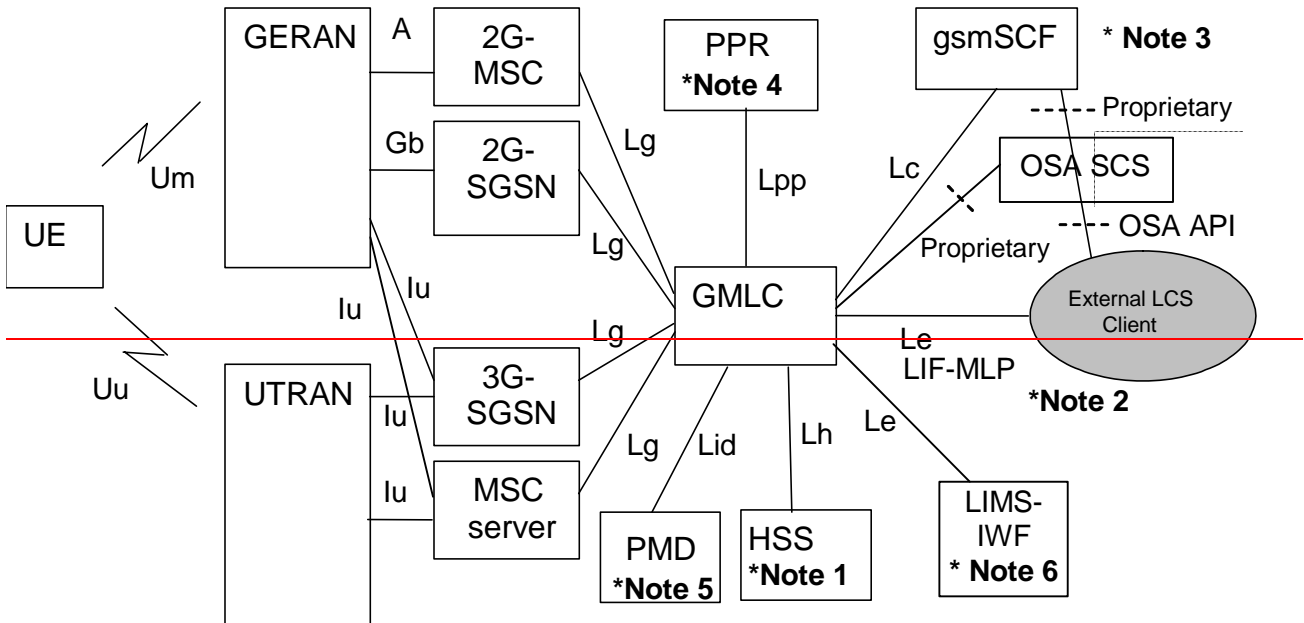 GERAN
A
2G-
MSC
PPR
*Note 4
gsmSCF
* Note 3
Proprietary
Gb
2G-
SGSN
Lg
Um
Lpp
Lc
OSA SCS
UE
Lg
Proprietary
OSA API
Iu
Iu
GMLC
External LCS
Client
Lg
Le
LIF-MLP
Uu
UTRAN
3G-
SGSN
Iu
*Note 2
Lg
Lid
Lh
Le
Iu
MSC
server
PMD
*Note 5
HSS
*Note 1
LIMS-
IWF
* Note 6